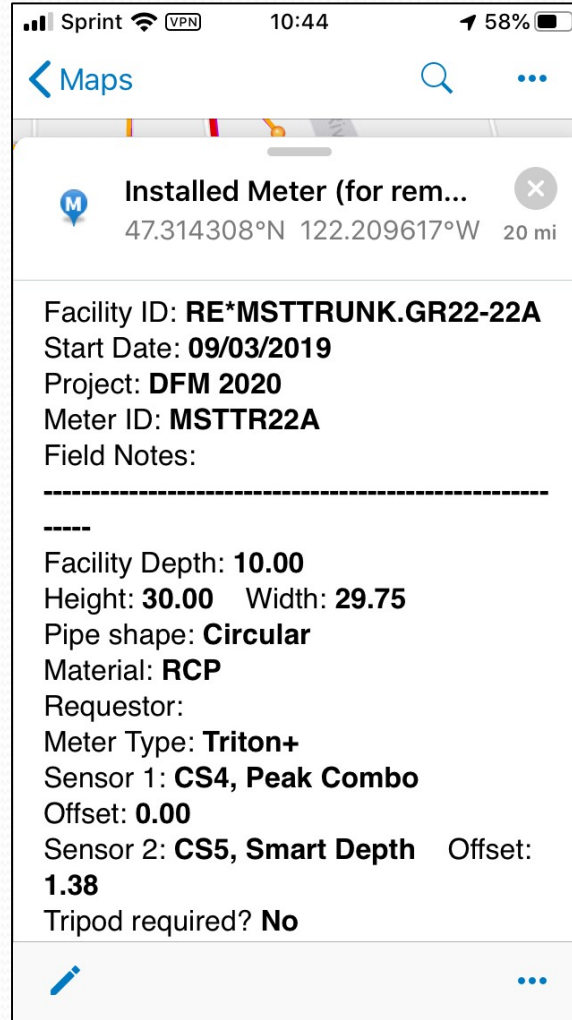 Sprint VPN 10:44 58%
Maps
M Installed Meter (for rem...
47.314308°N 122.209617°W 20 mi
Facility ID: RE*MSTTRUNK.GR22-22A
Start Date: 09/03/2019
Project: DFM 2020
Meter ID: MSTTR22A
Field Notes:
-----------------------------------------------------
-----
Facility Depth: 10.00
Height: 30.00 Width: 29.75
Pipe shape: Circular
Material: RCP
Requestor:
Meter Type: Triton+
Sensor 1: CS4, Peak Combo
Offset: 0.00
Sensor 2: CS5, Smart Depth Offset:
1.38
Tripod required? No